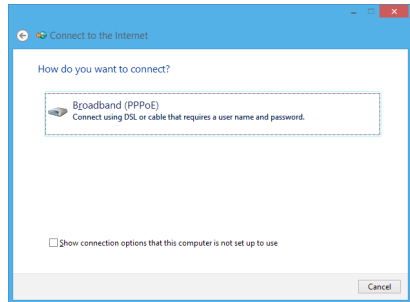 Connect to the Internet
How do you want to connect?
Broadband (PPPoE)
Connect using DSL or cable that requires a user name and password.
Show connection options that this computer is not set up to use
Cancel